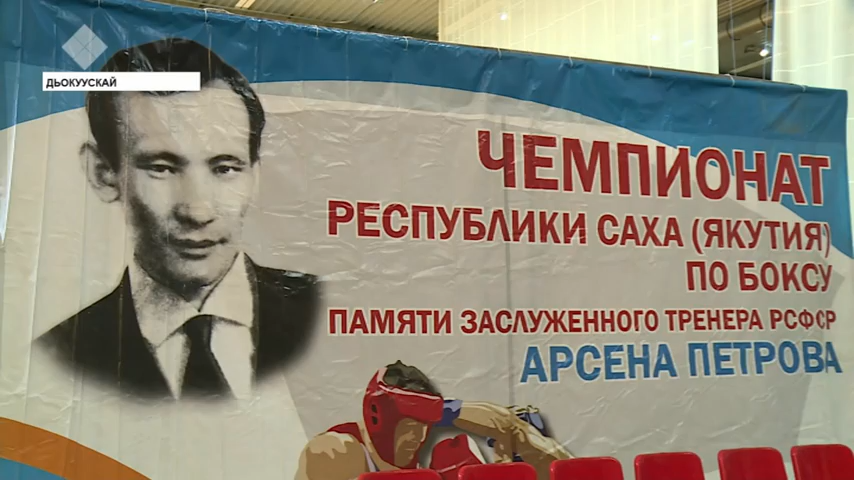 ДЬОКУУСКАЙ
ЧЕМПИОНАТ
РЕСПУБЛИКИ САХА (ЯКУТИЯ)
ПО БОКСУ
ПАМЯТИ ЗАСЛУЖЕННОГО ТРЕНЕРА РСФСР
АРСЕНА ПЕТРОВА